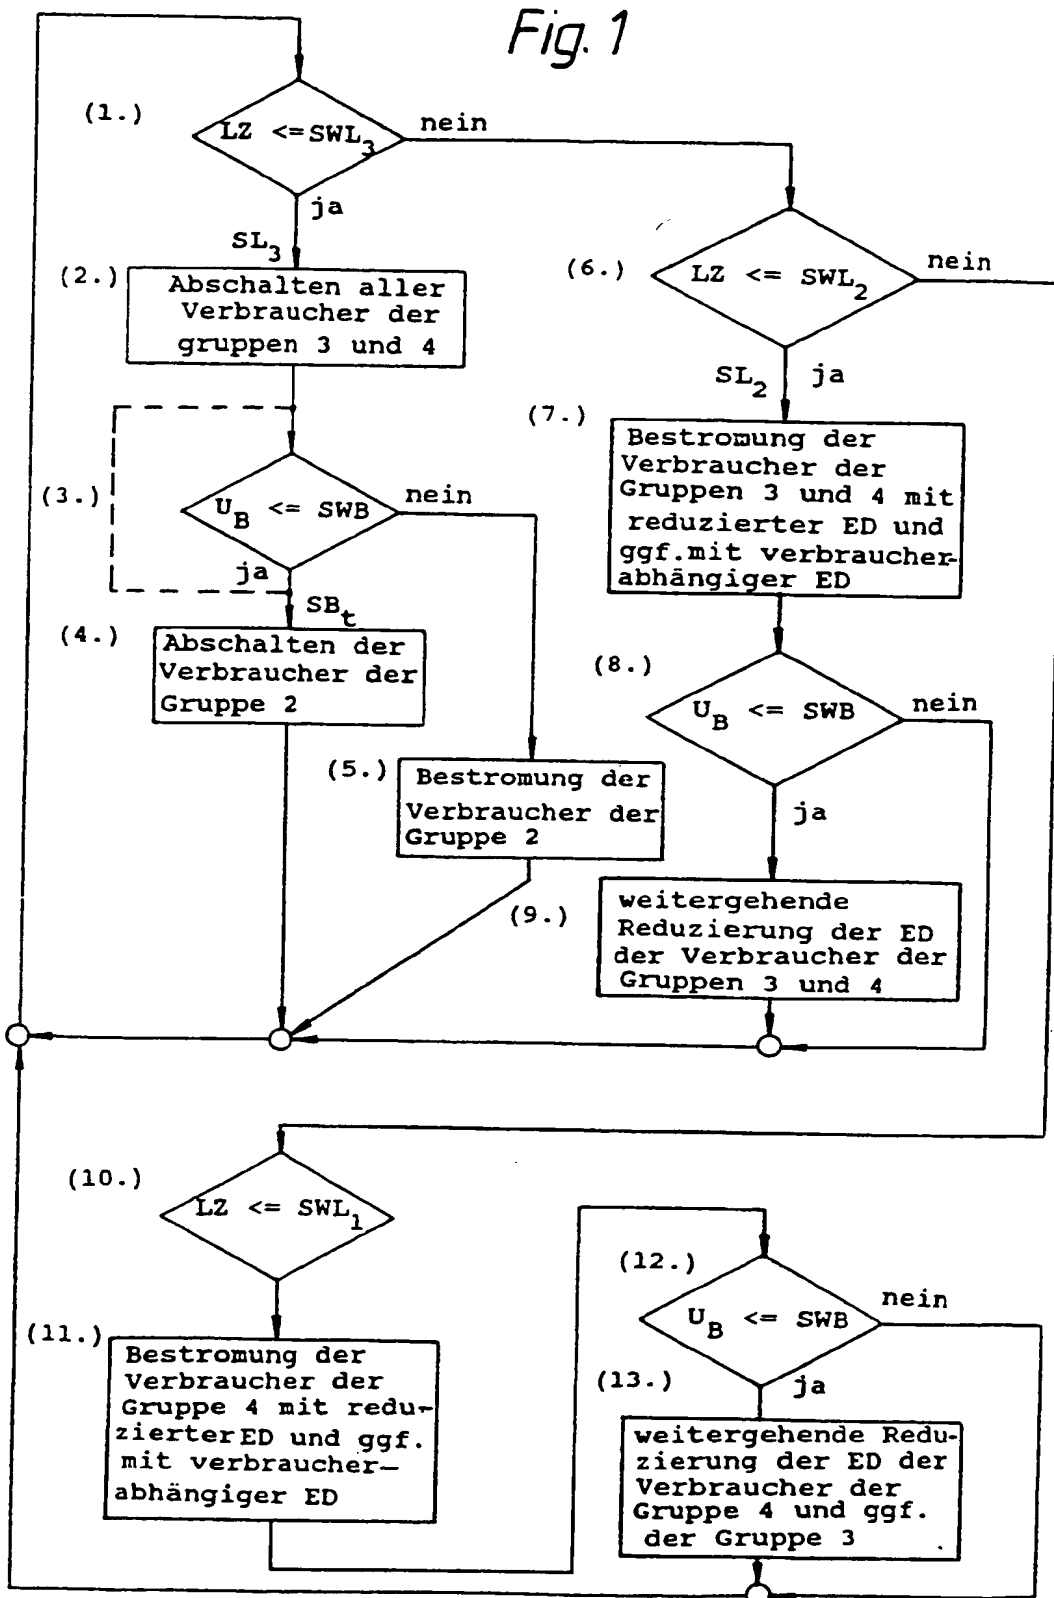 Fig. 1
(1.)
LZ <= SWL3
nein
ja
SL3
(2.)
Abschalten aller
Verbraucher der
gruppen 3 und 4
(3.)
UB <= SWB
nein
ja
SBt
(4.)
Abschalten der
Verbraucher der
Gruppe 2
(5.)
Bestromung der
Verbraucher der
Gruppe 2
(6.)
LZ <= SWL2
nein
SL2
ja
(7.)
Bestromung der
Verbraucher der
Gruppen 3 und 4 mit
reduzierter ED und
ggf.mit verbraucher-
abhängiger ED
(8.)
UB <= SWB
nein
ja
(9.)
weitergehende
Reduzierung der ED
der Verbraucher der
Gruppen 3 und 4
(10.)
LZ <= SWL1
(11.)
Bestromung der
Verbraucher der
Gruppe 4 mit redu-
zierter ED und ggf.
mit verbraucher-
abhängiger ED
(12.)
UB <= SWB
nein
(13.)
ja
weitergehende Redu-
zierung der ED der
Verbraucher der
Gruppe 4 und ggf.
der Gruppe 3